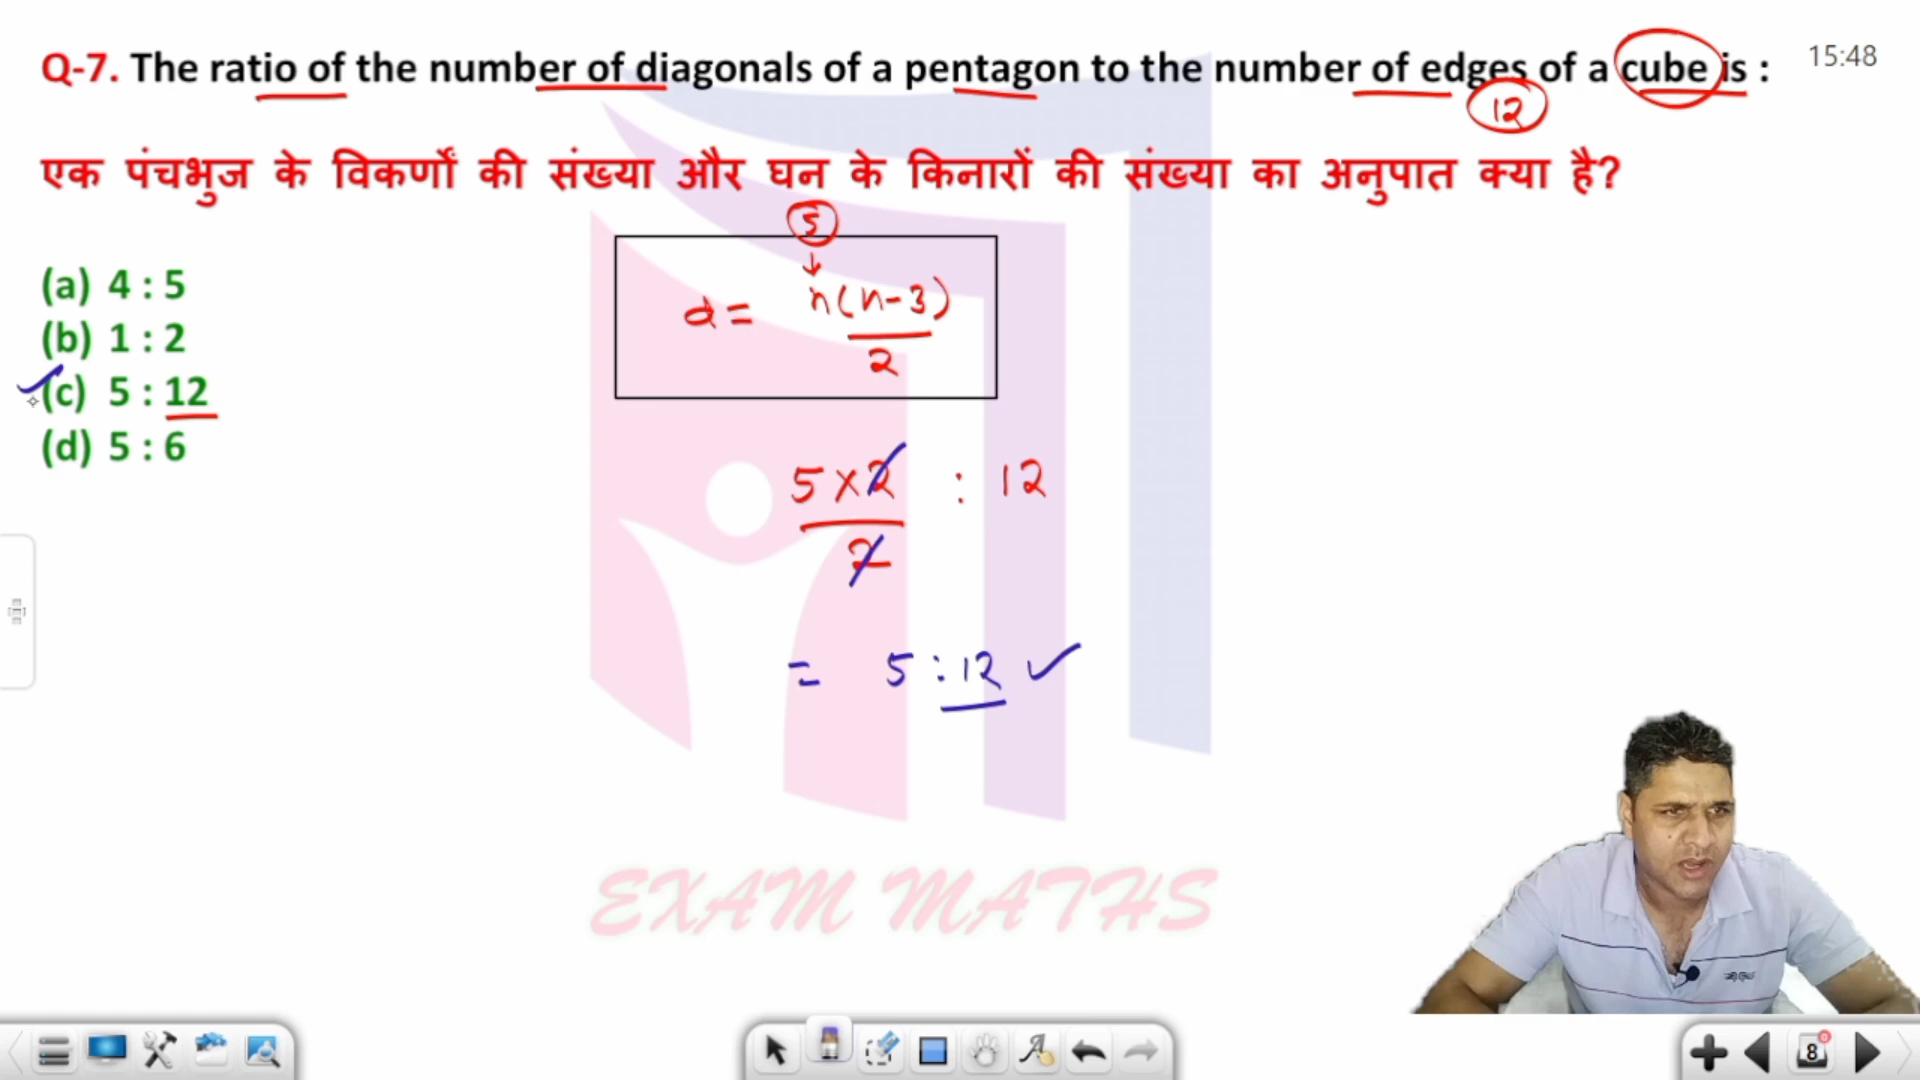 Q-7. The ratio of the number of diagonals of a pentagon to the number of edges of a cube is :
15:48
12
एक पंचभुज के विकर्णों की संख्या और घन के किनारों की संख्या का अनुपात क्या है?
5
↓
d = n(n-3)
2
(a) 4 : 5
(b) 1 : 2
(c) 5 : 12
(d) 5 : 6
5 × 2 : 12
2
= 5 : 12 ✓
EXAM MATHS
8
0